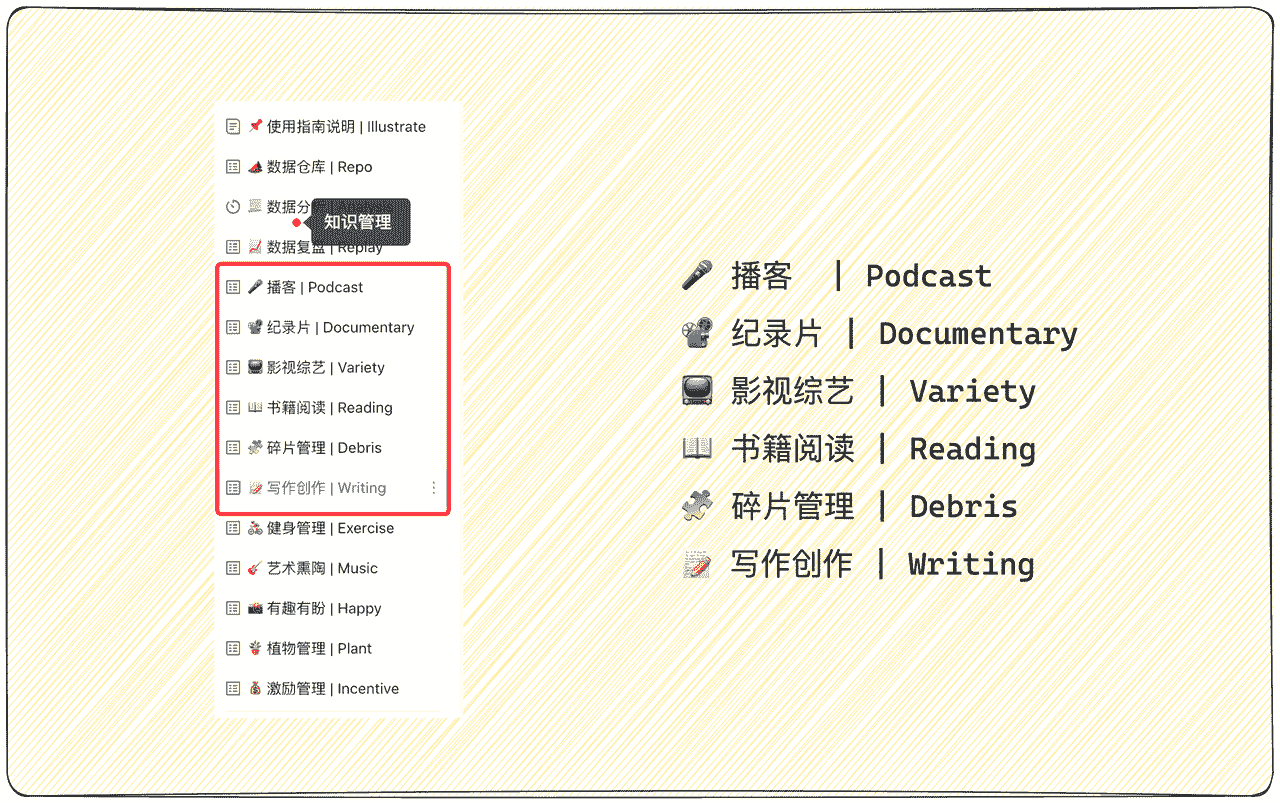 📌 使用指南说明 | Illustrate
📣 数据仓库 | Repo
数据分
知识管理
📈 数据复盘 | Replay
🎤 播客 | Podcast
📽 纪录片 | Documentary
📺 影视综艺 | Variety
📖 书籍阅读 | Reading
🧩 碎片管理 | Debris
📝 写作创作 | Writing
🚴 健身管理 | Exercise
🎸 艺术熏陶 | Music
📸 有趣有盼 | Happy
🪴 植物管理 | Plant
💰 激励管理 | Incentive
🎤 播客 | Podcast
📽 纪录片 | Documentary
📺 影视综艺 | Variety
📖 书籍阅读 | Reading
🧩 碎片管理 | Debris
📝 写作创作 | Writing